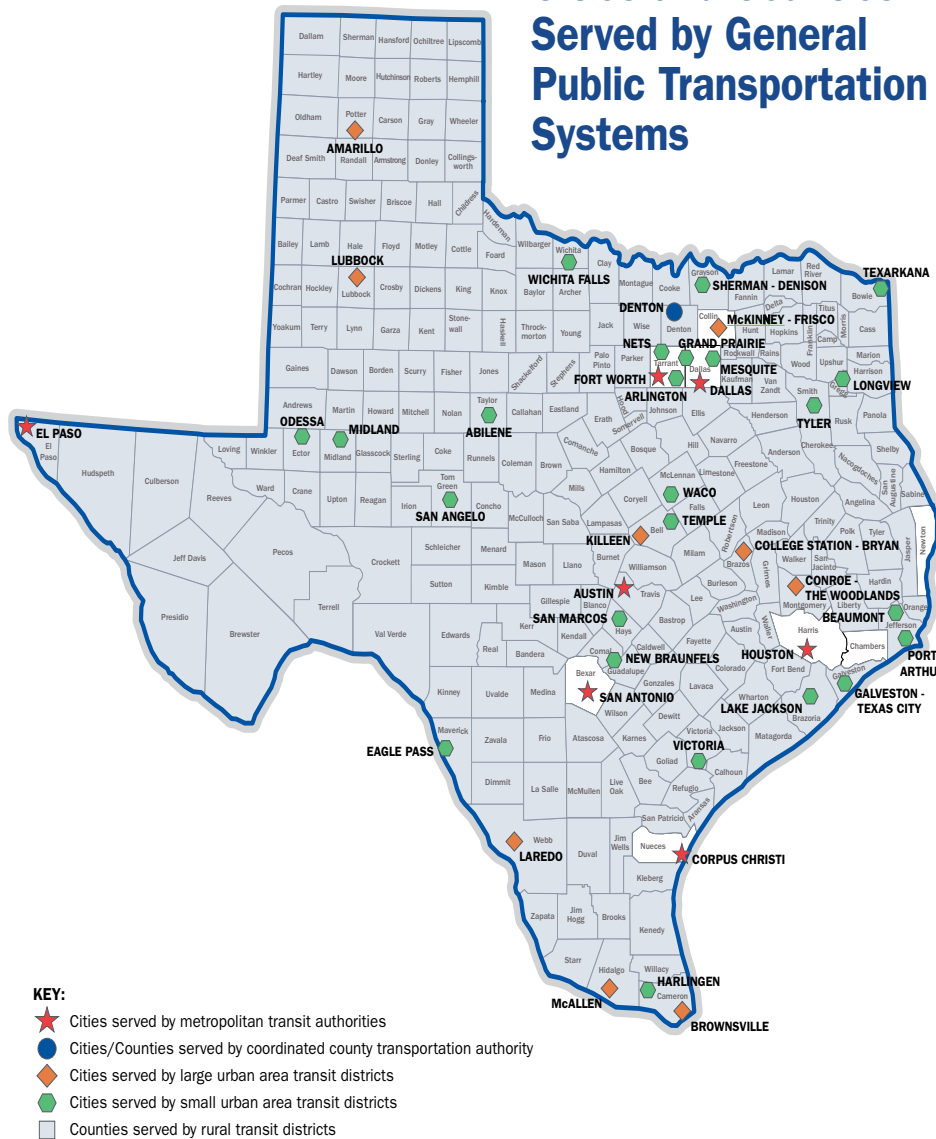 Served by General
Public Transportation
Systems
Dallam Sherman Hansford Ochiltree Lipscomb
Hartley Moore Hutchinson Roberts Hemphill
Oldham Potter Carson Gray Wheeler
AMARILLO
Deaf Smith Randall Armstrong Donley Collings-
worth
Parmer Castro Swisher Briscoe Hall Childress
Hardeman
Bailey Lamb Hale Floyd Motley Cottle Foard Wilbarger Wichita Clay
LUBBOCK
WICHITA FALLS
Cochran Hockley Lubbock Crosby Dickens King Knox Baylor Archer Montague Cooke Grayson Fannin Lamar Red
River Bowie
TEXARKANA
SHERMAN - DENISON
Delta Titus Morris Cass
DENTON
McKINNEY - FRISCO
Yoakum Terry Lynn Garza Kent Stone-
wall Haskell Throck-
morton Young Jack Wise Denton Collin Hunt Hopkins Franklin Camp
NETS GRAND PRAIRIE
Gaines Dawson Borden Scurry Fisher Jones Shackelford Stephens Palo
Pinto Parker Tarrant Dallas Rockwall Rains Wood Upshur Marion
Harrison
MESQUITE
FORT WORTH
DALLAS
ARLINGTON
Kaufman Van
Zandt Smith Gregg
LONGVIEW
TYLER
Andrews Martin Howard Mitchell Nolan Taylor Callahan Eastland Erath Hood Somervell Johnson Ellis Henderson Rusk Panola
ODESSA MIDLAND ABILENE
EL PASO
El
Paso Hudspeth Culberson Reeves Loving Winkler Ector Midland Glasscock Sterling Coke Runnels Coleman Brown Comanche Bosque Hill Navarro Anderson Cherokee Shelby
Ward Crane Upton Reagan Irion Tom
Green Concho Mills Hamilton McLennan Limestone Freestone Nacogdoches San
Augustine Sabine
SAN ANGELO
WACO
TEMPLE
KILLEEN
McCulloch San Saba Lampasas Coryell Bell Falls Robertson Leon Houston Angelina
Jeff Davis Pecos Crockett Schleicher Menard Mason Llano Burnet Williamson Milam Brazos Madison Trinity Polk Tyler Jasper Newton
COLLEGE STATION - BRYAN
Walker San
Jacinto Grimes Hardin
CONROE -
THE WOODLANDS
Presidio Brewster Terrell Sutton Kimble Gillespie Blanco Travis Lee Burleson Washington Montgomery Liberty Orange
AUSTIN
BEAUMONT
SAN MARCOS
Jefferson
PORT
ARTHU
Val Verde Edwards Real Kerr Bandera Kendall Hays Caldwell Bastrop Fayette Austin Waller Harris Chambers
HOUSTON
Comal Guadalupe
NEW BRAUNFELS
Colorado Fort Bend Galveston
GALVESTON -
TEXAS CITY
Kinney Uvalde Medina Bexar Gonzales Lavaca Wharton Brazoria
SAN ANTONIO
LAKE JACKSON
Wilson Dewitt Jackson Matagorda
Maverick Zavala Frio Atascosa Karnes Victoria
EAGLE PASS
VICTORIA
Goliad Calhoun
Dimmit La Salle McMullen Live
Oak Bee Refugio Aransas
San Patricio
Webb Duval Jim
Wells Nueces
LAREDO
CORPUS CHRISTI
Kleberg
Zapata Jim
Hogg Brooks Kenedy
Starr Hidalgo Willacy
HARLINGEN
Cameron
McALLEN
BROWNSVILLE
KEY:
Cities served by metropolitan transit authorities
Cities/Counties served by coordinated county transportation authority
Cities served by large urban area transit districts
Cities served by small urban area transit districts
Counties served by rural transit districts